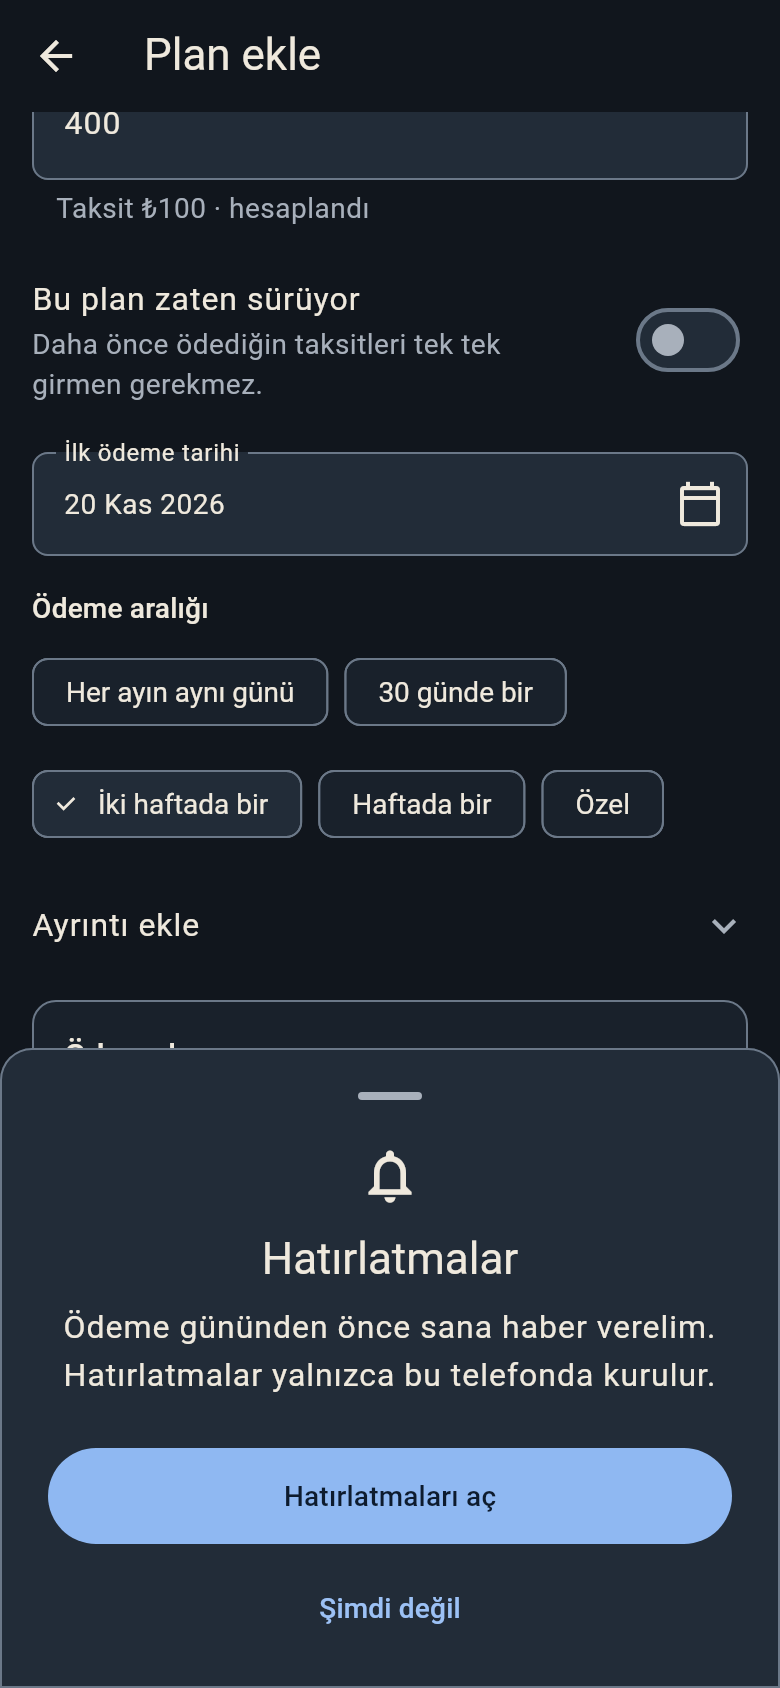 Plan ekle
400
Taksit ₺100 · hesaplandı
Bu plan zaten sürüyor
Daha önce ödediğin taksitleri tek tek
girmen gerekmez.
İlk ödeme tarihi
20 Kas 2026
Ödeme aralığı
Her ayın aynı günü
30 günde bir
İki haftada bir
Haftada bir
Özel
Ayrıntı ekle
Hatırlatmalar
Ödeme gününden önce sana haber verelim.
Hatırlatmalar yalnızca bu telefonda kurulur.
Hatırlatmaları aç
Şimdi değil